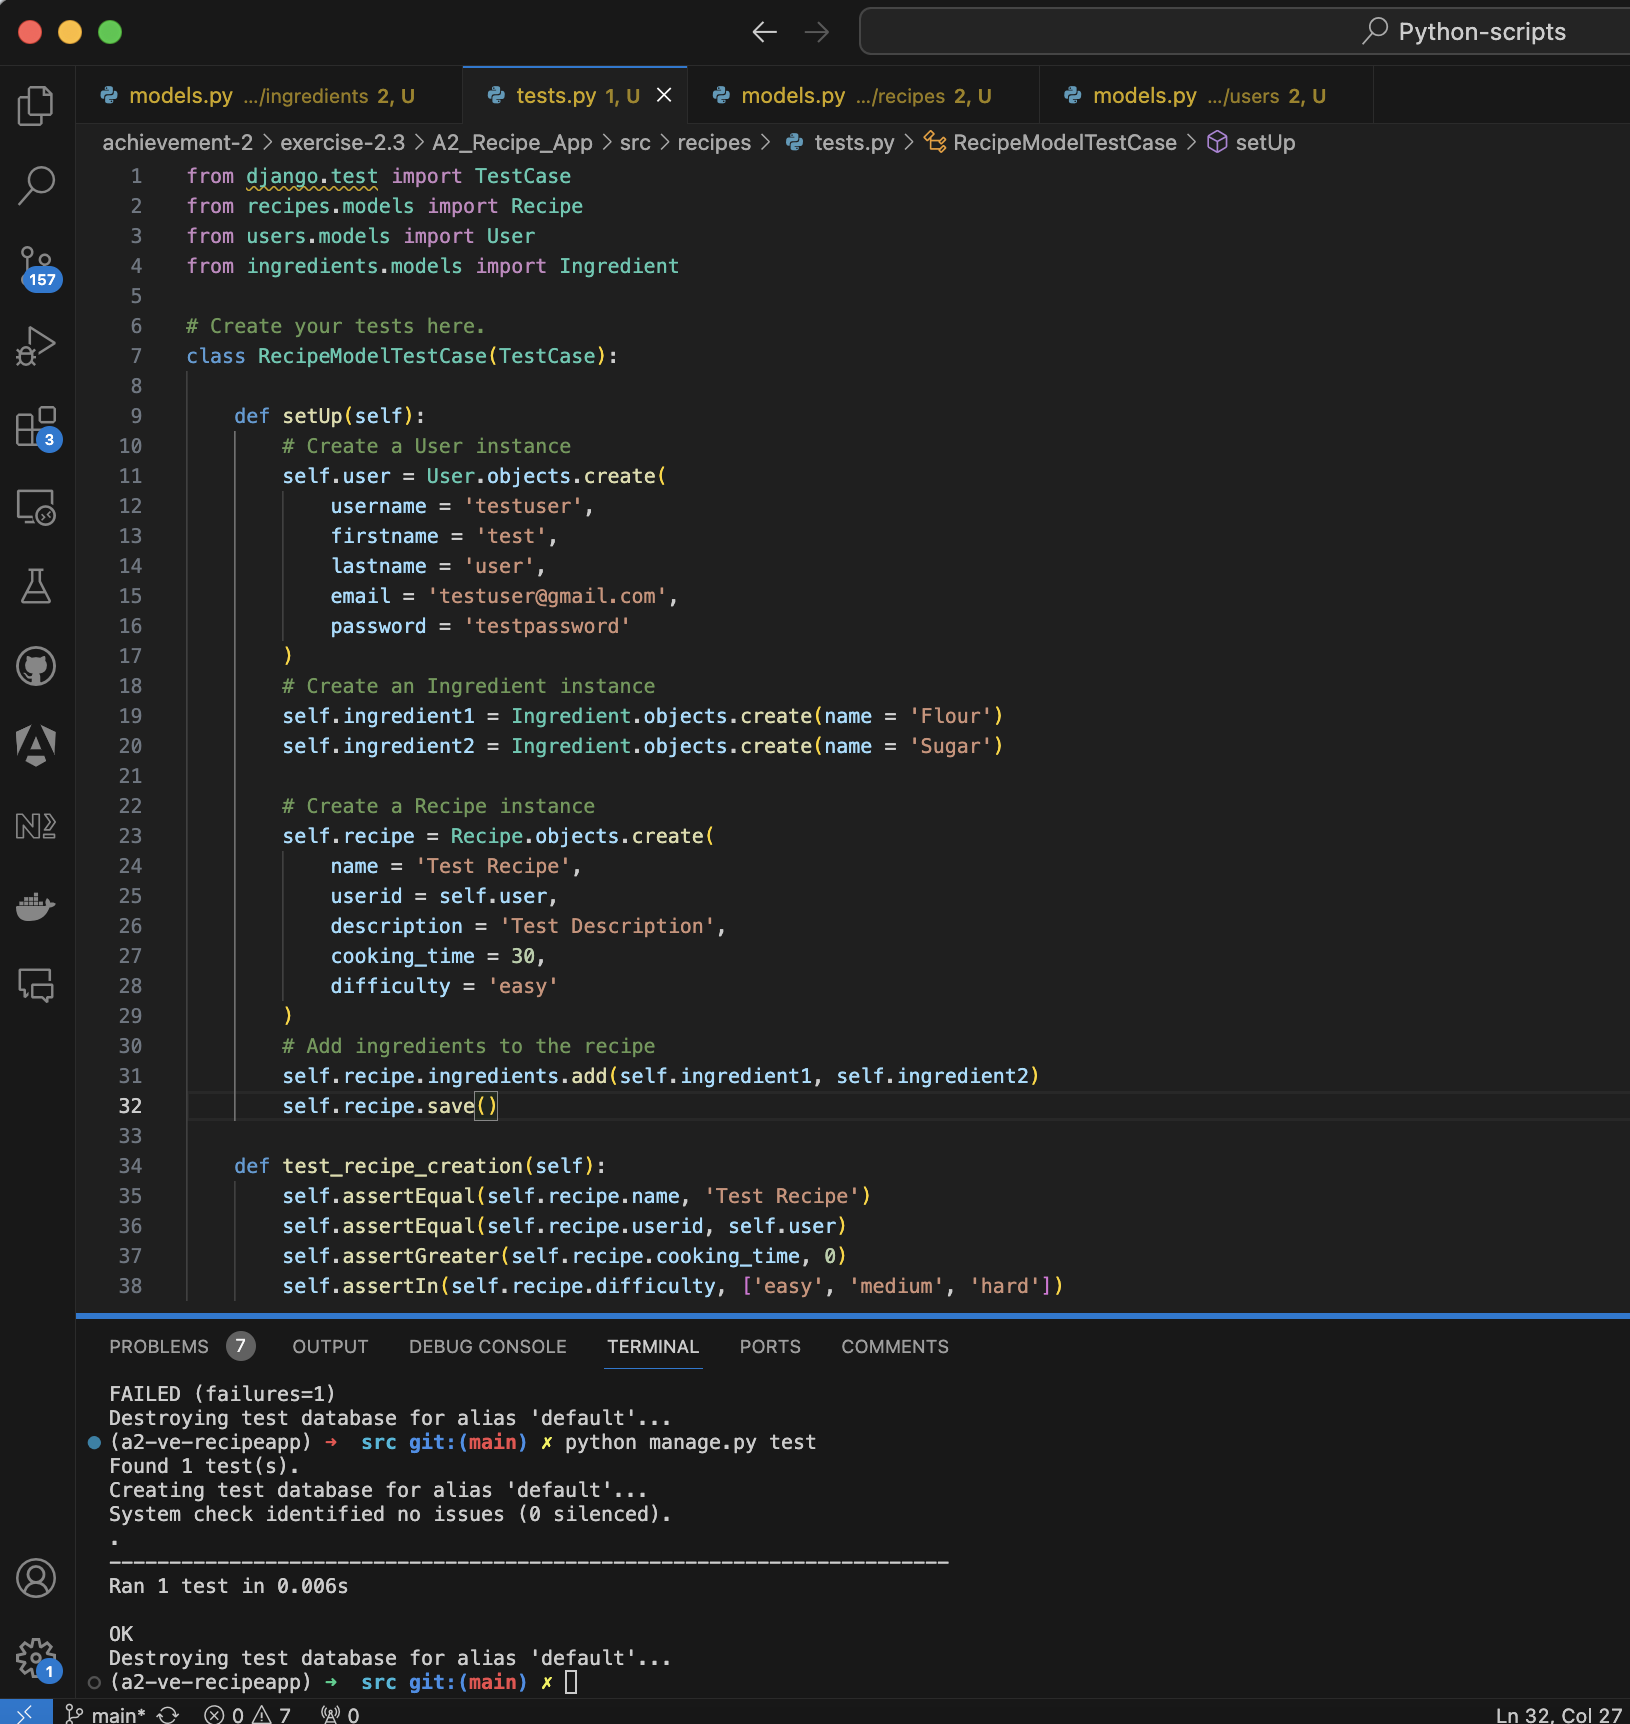 Python-scripts
models.py .../ingredients 2, U
tests.py 1, U
models.py .../recipes 2, U
models.py .../users 2, U
achievement-2 > exercise-2.3 > A2_Recipe_App > src > recipes > tests.py > RecipeModelTestCase > setUp
1 from django.test import TestCase
2 from recipes.models import Recipe
3 from users.models import User
4 from ingredients.models import Ingredient
5
6 # Create your tests here.
7 class RecipeModelTestCase(TestCase):
8
9     def setUp(self):
10         # Create a User instance
11         self.user = User.objects.create(
12             username = 'testuser',
13             firstname = 'test',
14             lastname = 'user',
15             email = 'testuser@gmail.com',
16             password = 'testpassword'
17         )
18         # Create an Ingredient instance
19         self.ingredient1 = Ingredient.objects.create(name = 'Flour')
20         self.ingredient2 = Ingredient.objects.create(name = 'Sugar')
21
22         # Create a Recipe instance
23         self.recipe = Recipe.objects.create(
24             name = 'Test Recipe',
25             userid = self.user,
26             description = 'Test Description',
27             cooking_time = 30,
28             difficulty = 'easy'
29         )
30         # Add ingredients to the recipe
31         self.recipe.ingredients.add(self.ingredient1, self.ingredient2)
32         self.recipe.save()
33
34     def test_recipe_creation(self):
35         self.assertEqual(self.recipe.name, 'Test Recipe')
36         self.assertEqual(self.recipe.userid, self.user)
37         self.assertGreater(self.recipe.cooking_time, 0)
38         self.assertIn(self.recipe.difficulty, ['easy', 'medium', 'hard'])
157
3
N
1
PROBLEMS 7 OUTPUT DEBUG CONSOLE TERMINAL PORTS COMMENTS
FAILED (failures=1)
Destroying test database for alias 'default'...
(a2-ve-recipeapp) → src git:(main) ✗ python manage.py test
Found 1 test(s).
Creating test database for alias 'default'...
System check identified no issues (0 silenced).
.
----------------------------------------------------------------------
Ran 1 test in 0.006s
OK
Destroying test database for alias 'default'...
(a2-ve-recipeapp) → src git:(main) ✗
main* 0 7 0 Ln 32, Col 27